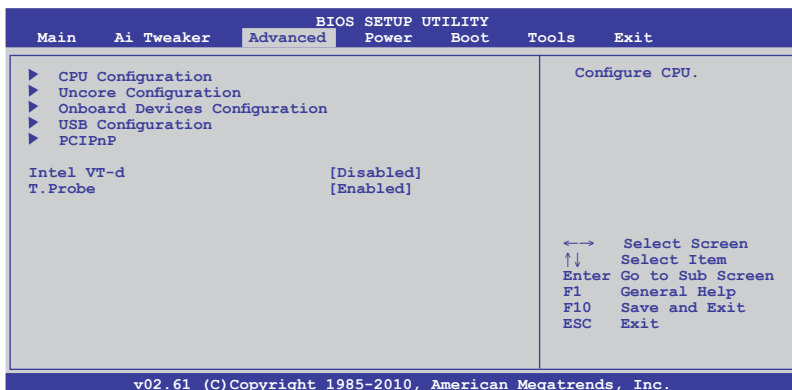 BIOS SETUP UTILITY
Main Ai Tweaker Advanced Power Boot Tools Exit
CPU Configuration
Uncore Configuration
Onboard Devices Configuration
USB Configuration
PCIPnP
Intel VT-d [Disabled]
T.Probe [Enabled]
Configure CPU.
←→ Select Screen
↑↓ Select Item
Enter Go to Sub Screen
F1 General Help
F10 Save and Exit
ESC Exit
v02.61 (C)Copyright 1985-2010, American Megatrends, Inc.